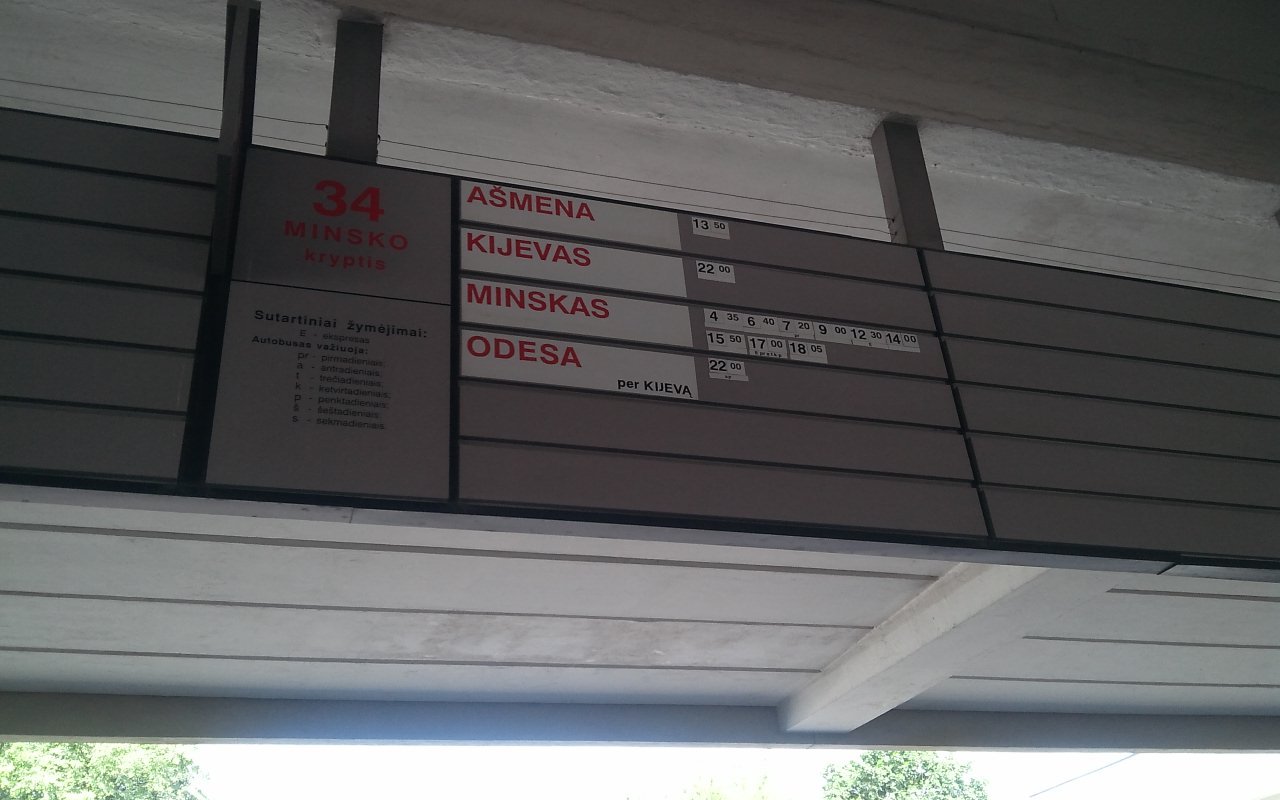 34
MINSKO
kryptis
Sutartiniai žymėjimai:
E - ekspresas
Autobusas važiuoja:
pr - pirmadieniais;
a - antradieniais;
t - trečiadieniais;
k - ketvirtadieniais;
p - penktadieniais;
š - šeštadieniais;
s - sekmadieniais.
AŠMENA 13 50
KIJEVAS 22 00
MINSKAS 4 35 6 40 7 20 9 00 12 30 14 00
15 50 17 00 18 05
ODESA 22 00
per KIJEVĄ